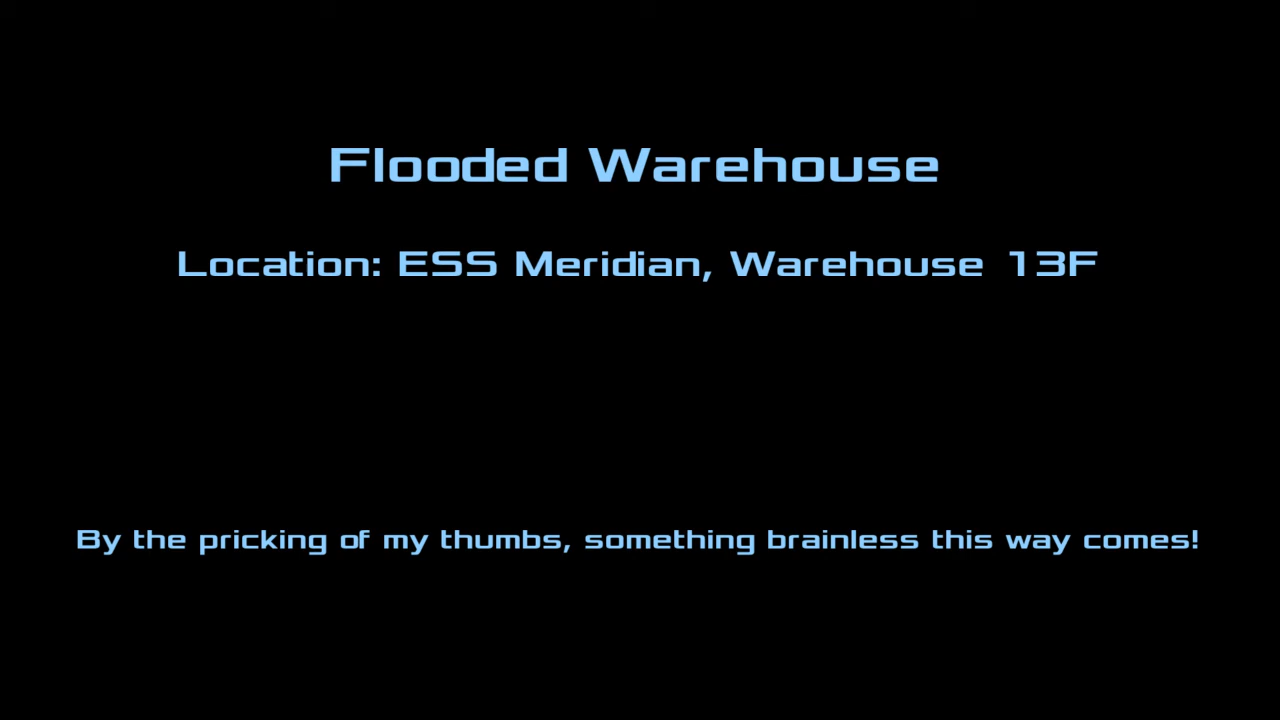 Flooded Warehouse
Location: ESS Meridian, Warehouse 13F
By the pricking of my thumbs, something brainless this way comes!